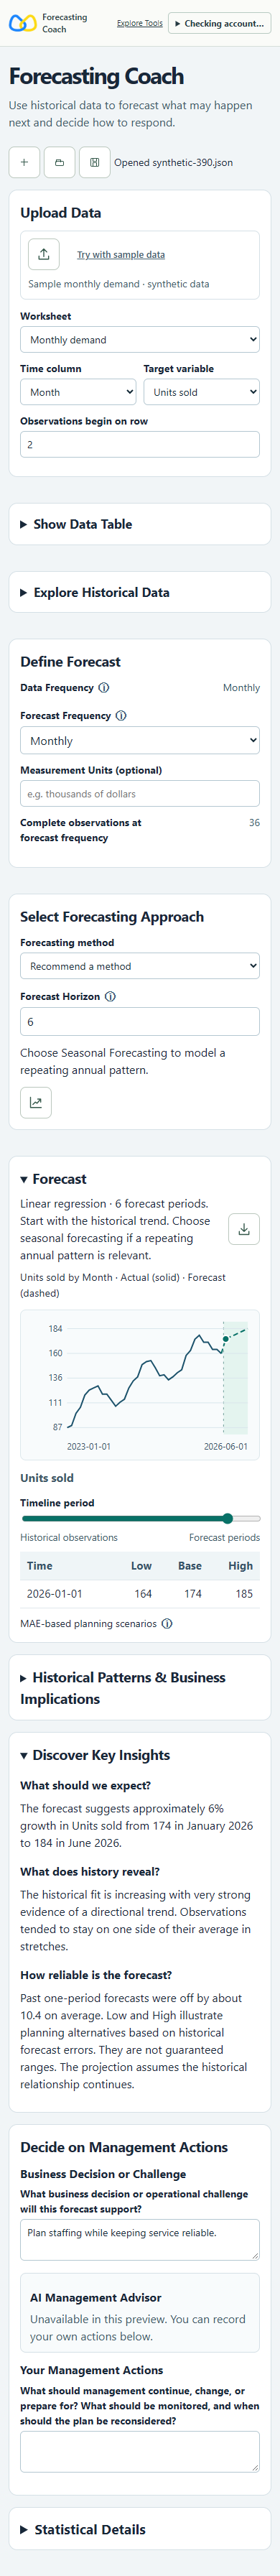 Forecasting
Coach
Explore Tools
▶ Checking account...
Forecasting Coach
Use historical data to forecast what may happen
next and decide how to respond.
Opened synthetic-390.json
Upload Data
Try with sample data
Sample monthly demand · synthetic data
Worksheet
Monthly demand
Time column Target variable
Month Units sold
Observations begin on row
2
▶ Show Data Table
▶ Explore Historical Data
Define Forecast
Data Frequency ⓘ Monthly
Forecast Frequency ⓘ
Monthly
Measurement Units (optional)
e.g. thousands of dollars
Complete observations at 36
forecast frequency
Select Forecasting Approach
Forecasting method
Recommend a method
Forecast Horizon ⓘ
6
Choose Seasonal Forecasting to model a
repeating annual pattern.
▼ Forecast
Linear regression · 6 forecast periods.
Start with the historical trend. Choose
seasonal forecasting if a repeating
annual pattern is relevant.
Units sold by Month · Actual (solid) · Forecast
(dashed)
184
160
136
111
87
2023-01-01 2026-06-01
Units sold
Timeline period
Historical observations Forecast periods
Time Low Base High
2026-01-01 164 174 185
MAE-based planning scenarios ⓘ
▶ Historical Patterns & Business
Implications
▼ Discover Key Insights
What should we expect?
The forecast suggests approximately 6%
growth in Units sold from 174 in January 2026
to 184 in June 2026.
What does history reveal?
The historical fit is increasing with very strong
evidence of a directional trend. Observations
tended to stay on one side of their average in
stretches.
How reliable is the forecast?
Past one-period forecasts were off by about
10.4 on average. Low and High illustrate
planning alternatives based on historical
forecast errors. They are not guaranteed
ranges. The projection assumes the historical
relationship continues.
Decide on Management Actions
Business Decision or Challenge
What business decision or operational challenge
will this forecast support?
Plan staffing while keeping service reliable.
AI Management Advisor
Unavailable in this preview. You can record
your own actions below.
Your Management Actions
What should management continue, change, or
prepare for? What should be monitored, and when
should the plan be reconsidered?
▶ Statistical Details